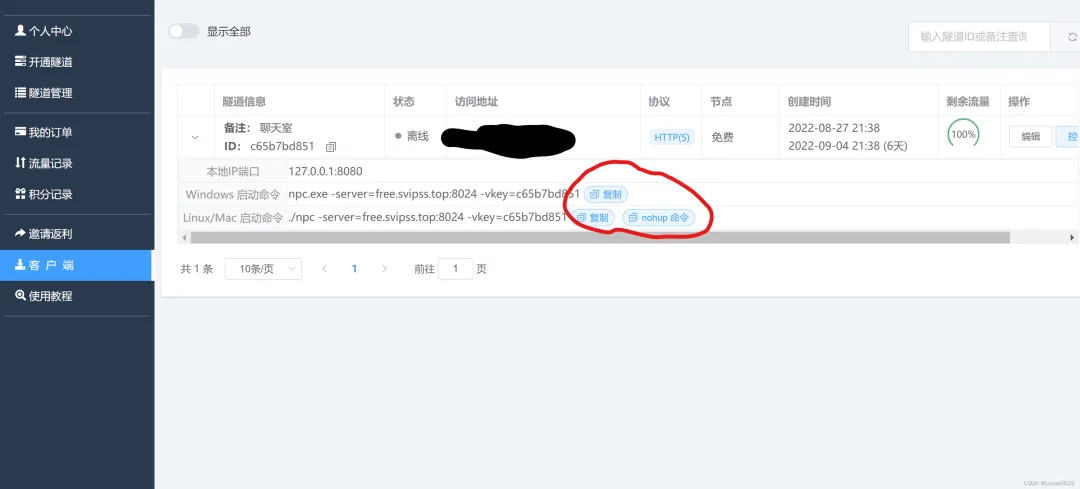 个人中心
开通隧道
隧道管理
我的订单
流量记录
积分记录
邀请返利
客 户 端
使用教程
显示全部
输入隧道ID或备注查询
隧道信息 状态 访问地址 协议 节点 创建时间 剩余流量 操作
备注： 聊天室
ID： c65b7bd851
离线 HTTP(S) 免费
2022-08-27 21:38
2022-09-04 21:38 (6天)
100% 编辑 控
本地IP端口 127.0.0.1:8080
Windows 启动命令 npc.exe -server=free.svipss.top:8024 -vkey=c65b7bd851 复制
Linux/Mac 启动命令 ./npc -server=free.svipss.top:8024 -vkey=c65b7bd851 复制 nohup 命令
共 1 条 10条/页 1 前往 1 页